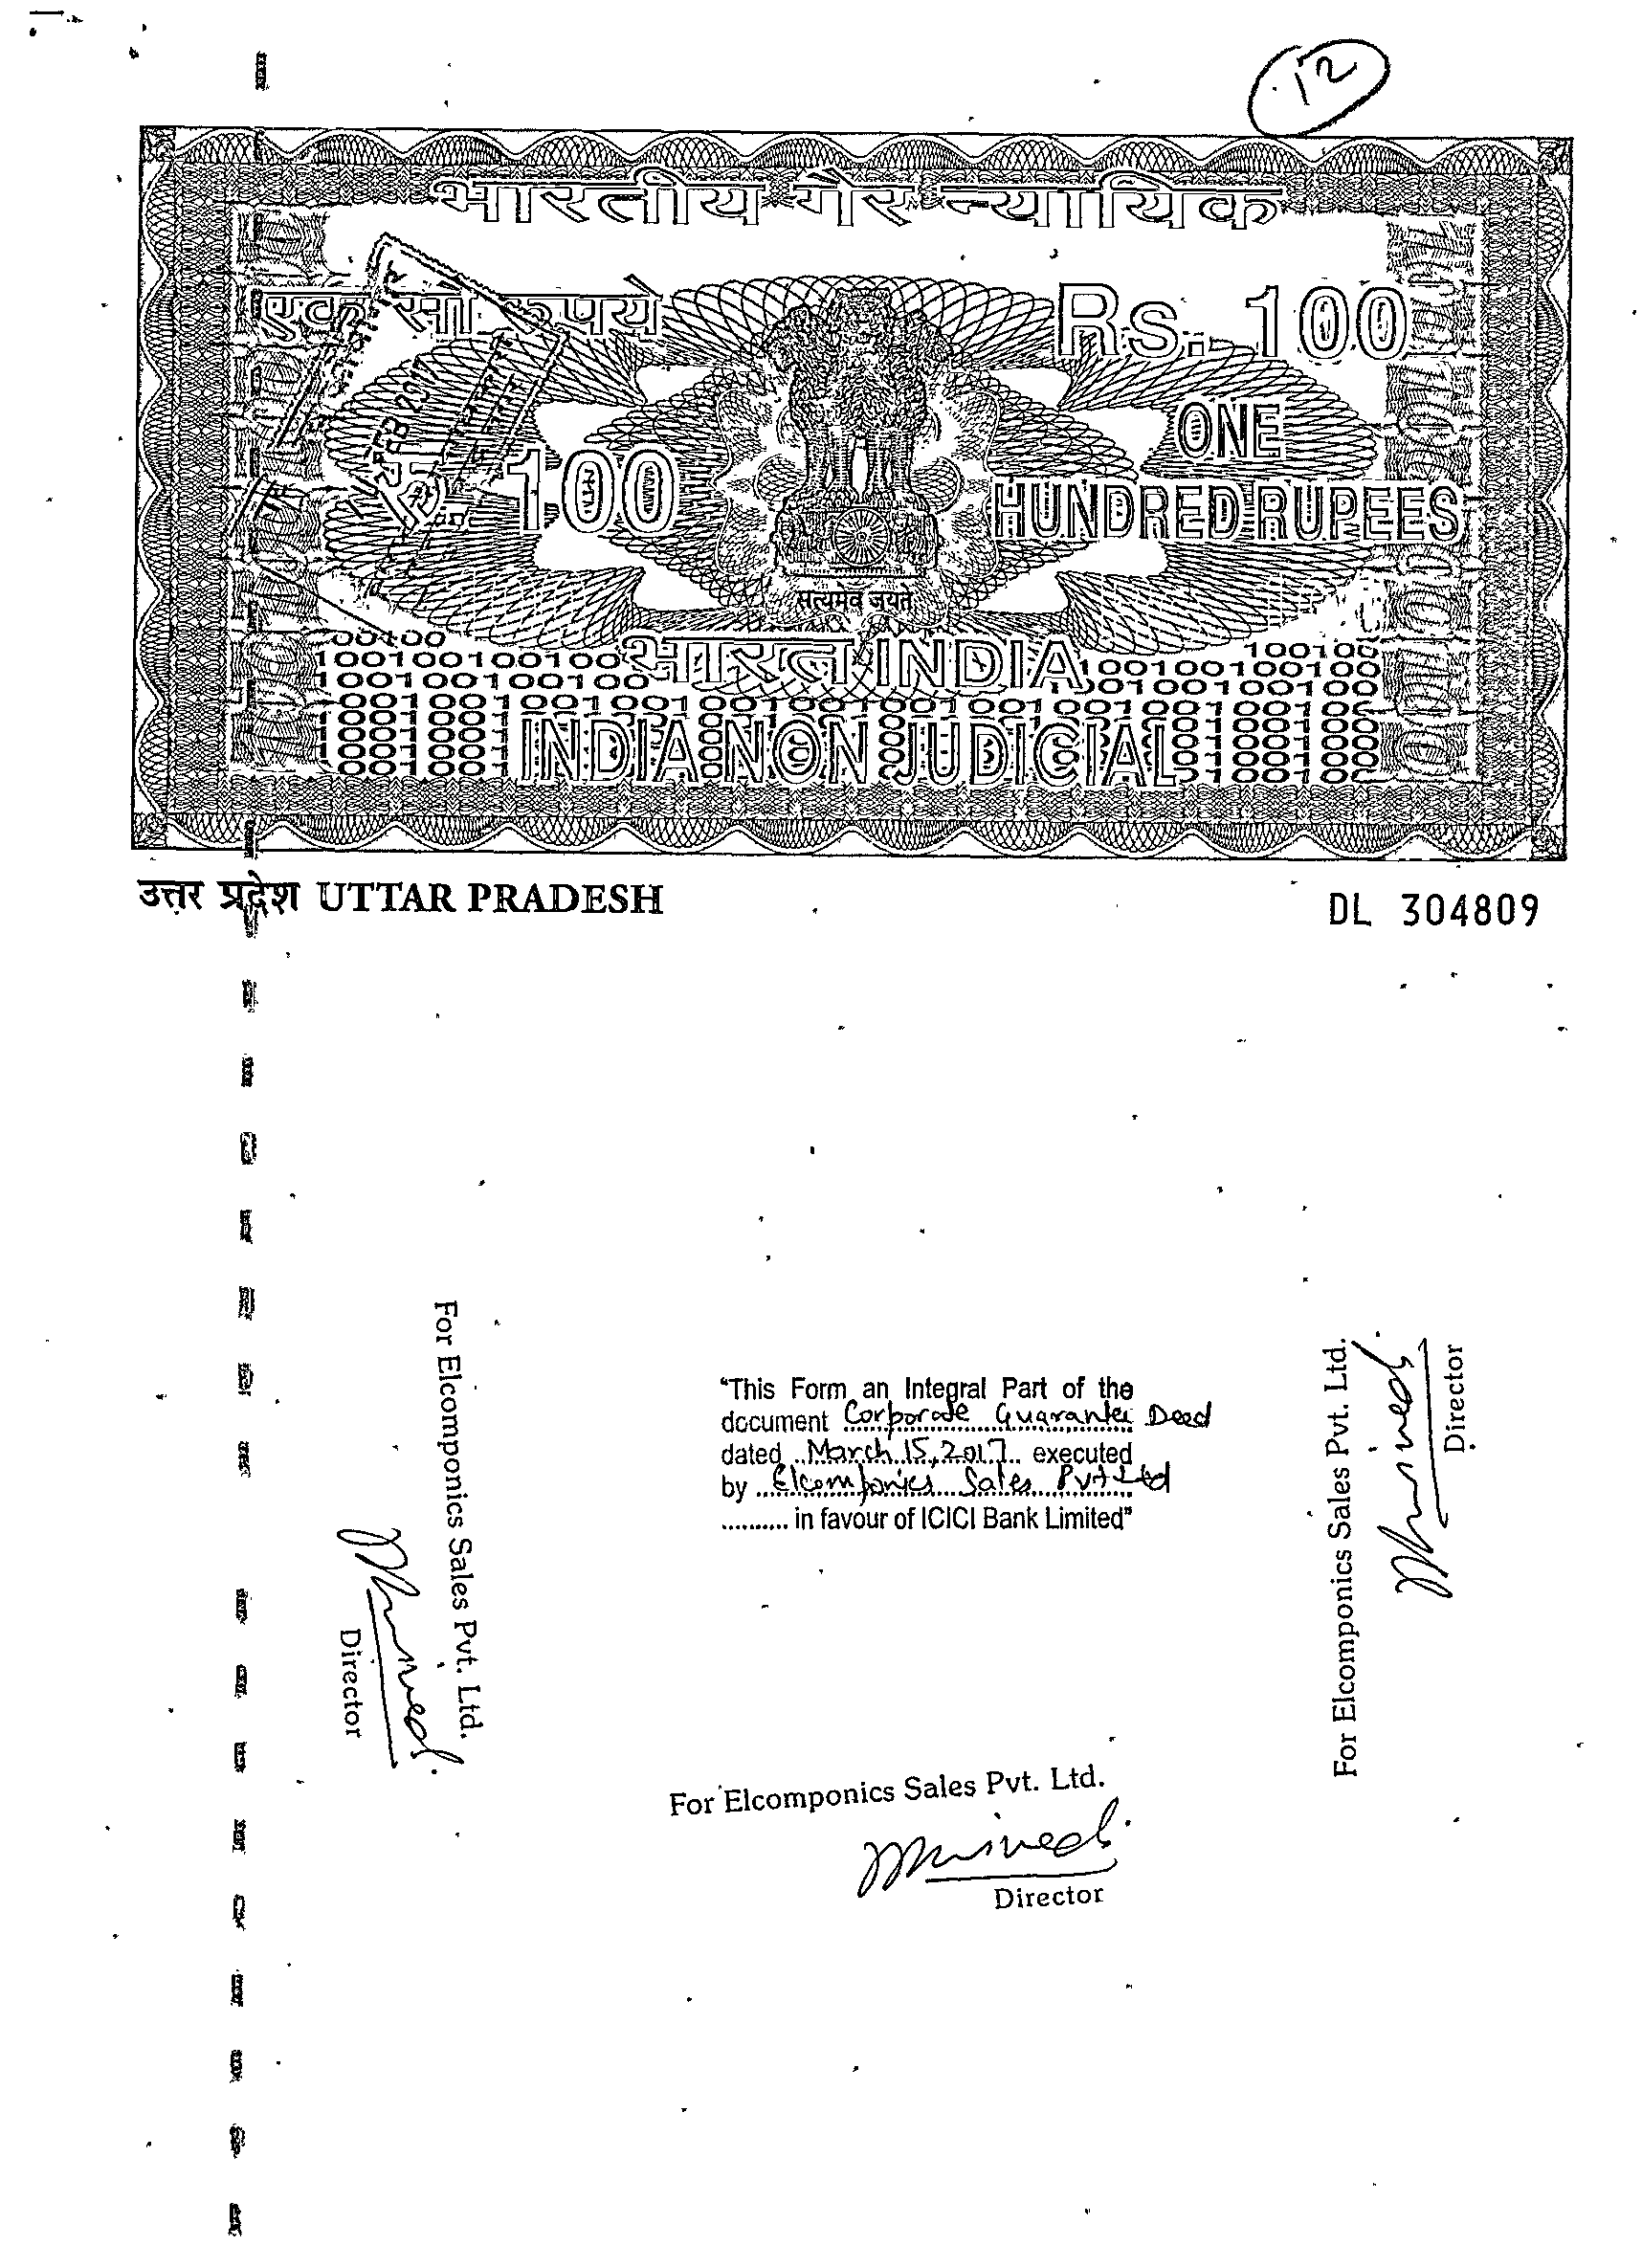 12
भारतीय गैर न्यायिक
एक सौ रुपये
Rs. 100
FEB 2017
रु. 100
ONE
HUNDRED RUPEES
सत्यमेव जयते
भारत INDIA
INDIA NON JUDICIAL
उत्तर प्रदेश UTTAR PRADESH
DL 304809
"This Form an Integral Part of the
document Corporate Guarantee Deed
dated March 15, 2017 executed
by Elcomponics Sales Pvt Ltd
.......... in favour of ICICI Bank Limited"
For Elcomponics Sales Pvt. Ltd.
Director
For Elcomponics Sales Pvt. Ltd.
Director
For Elcomponics Sales Pvt. Ltd.
Director